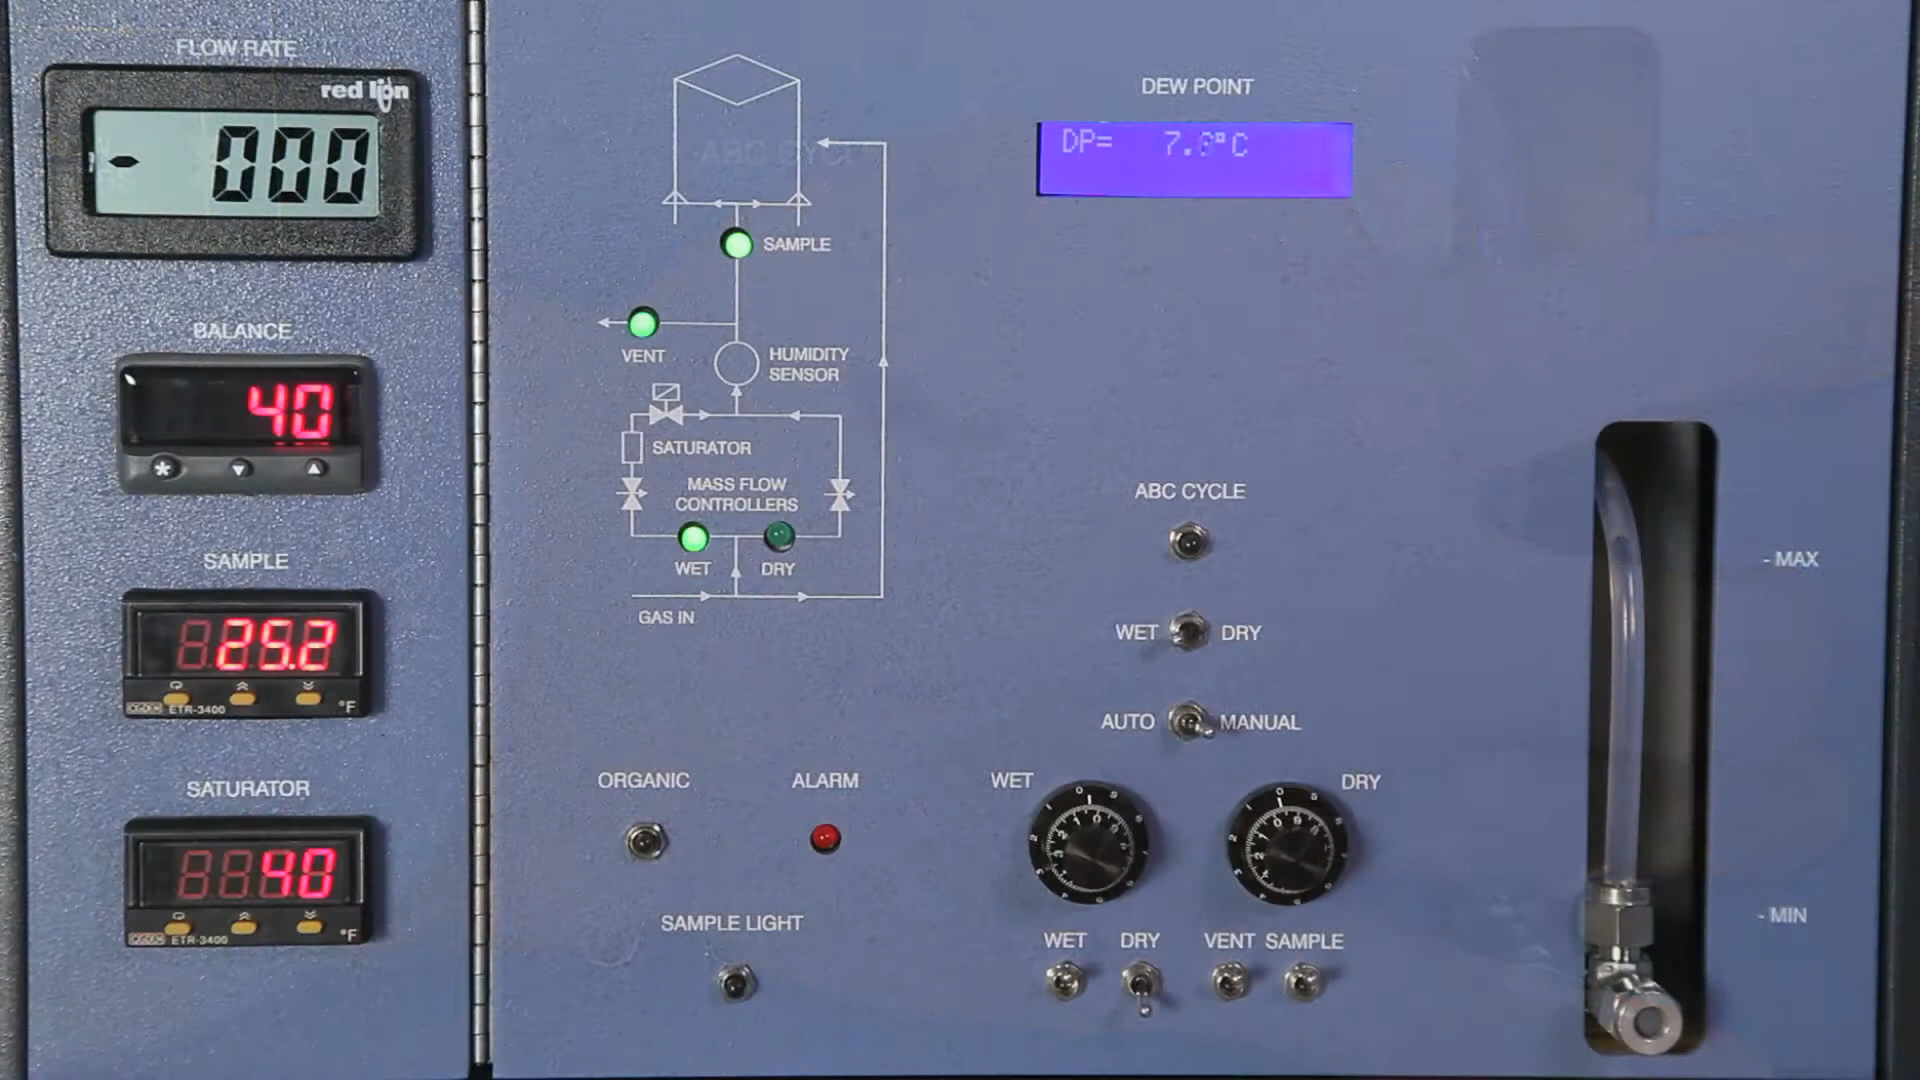 FLOW RATE
red lion
- 000
BALANCE
40
SAMPLE
25.2
ETR-3400 °F
SATURATOR
40
OGDEN ETR-3400 °F
SAMPLE
VENT
HUMIDITY
SENSOR
SATURATOR
MASS FLOW
CONTROLLERS
WET DRY
GAS IN
ORGANIC ALARM
SAMPLE LIGHT
DEW POINT
DP= °C
ABC CYCLE
WET DRY
AUTO MANUAL
WET DRY
WET DRY VENT SAMPLE
- MAX
- MIN